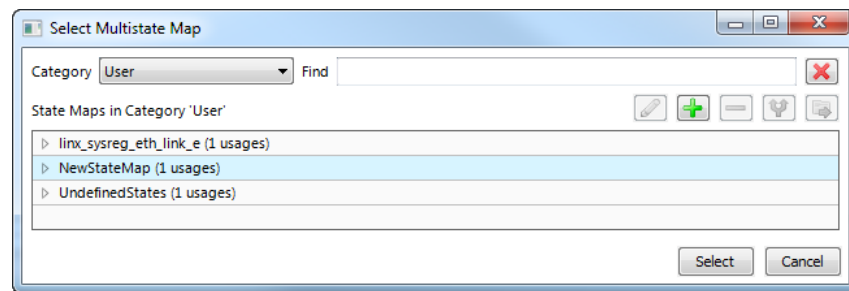 Select Multistate Map
Category User Find
State Maps in Category 'User'
linx_sysreg_eth_link_e (1 usages)
NewStateMap (1 usages)
UndefinedStates (1 usages)
Select Cancel